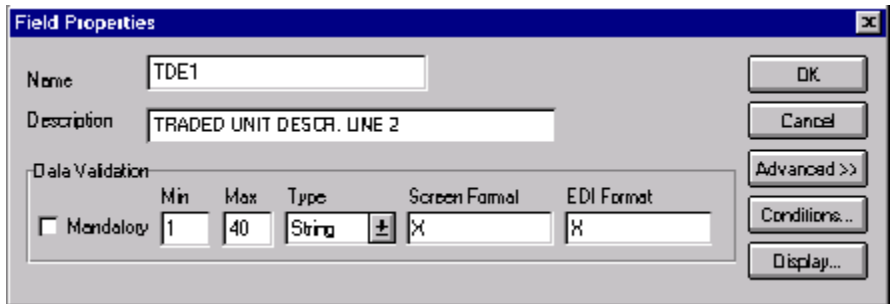 Field Properties
Name TDE1 OK
Description TRADED UNIT DESCR. LINE 2 Cancel
Advanced >>
Data Validation
Min Max Type Screen Format EDI Format
Mandatory 1 40 String X X Conditions...
Display...